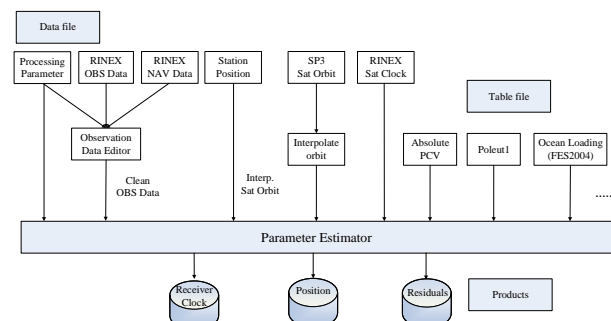 Data file
Processing
Parameter
RINEX
OBS Data
RINEX
NAV Data
Station
Position
SP3
Sat Orbit
RINEX
Sat Clock
Table file
Observation
Data Editor
Interpolate
orbit
Absolute
PCV
Poleut1
Ocean Loading
(FES2004)
Clean
OBS Data
Interp.
Sat Orbit
.....
Parameter Estimator
Receiver
Clock
Position
Residuals
Products